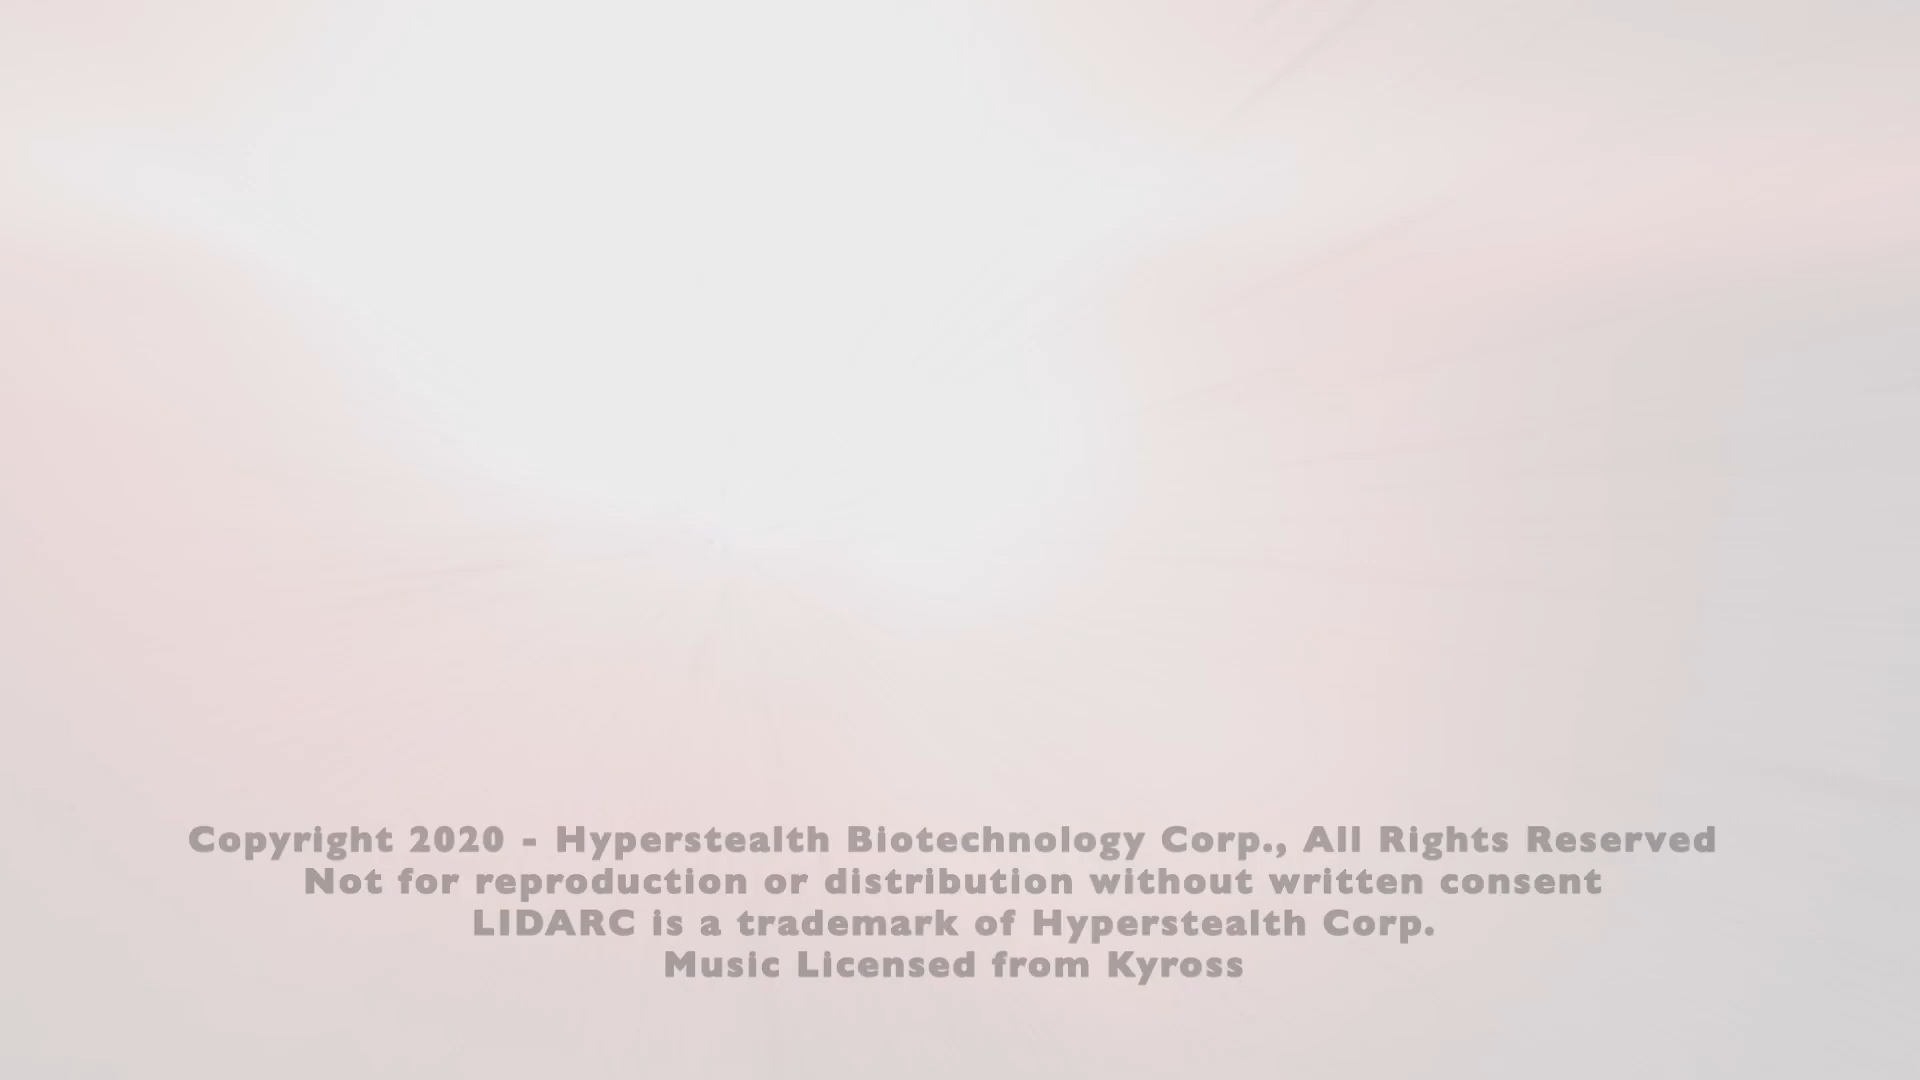 Copyright 2020 - Hyperstealth Biotechnology Corp., All Rights Reserved
Not for reproduction or distribution without written consent
LIDARC is a trademark of Hyperstealth Corp.
Music Licensed from Kyross